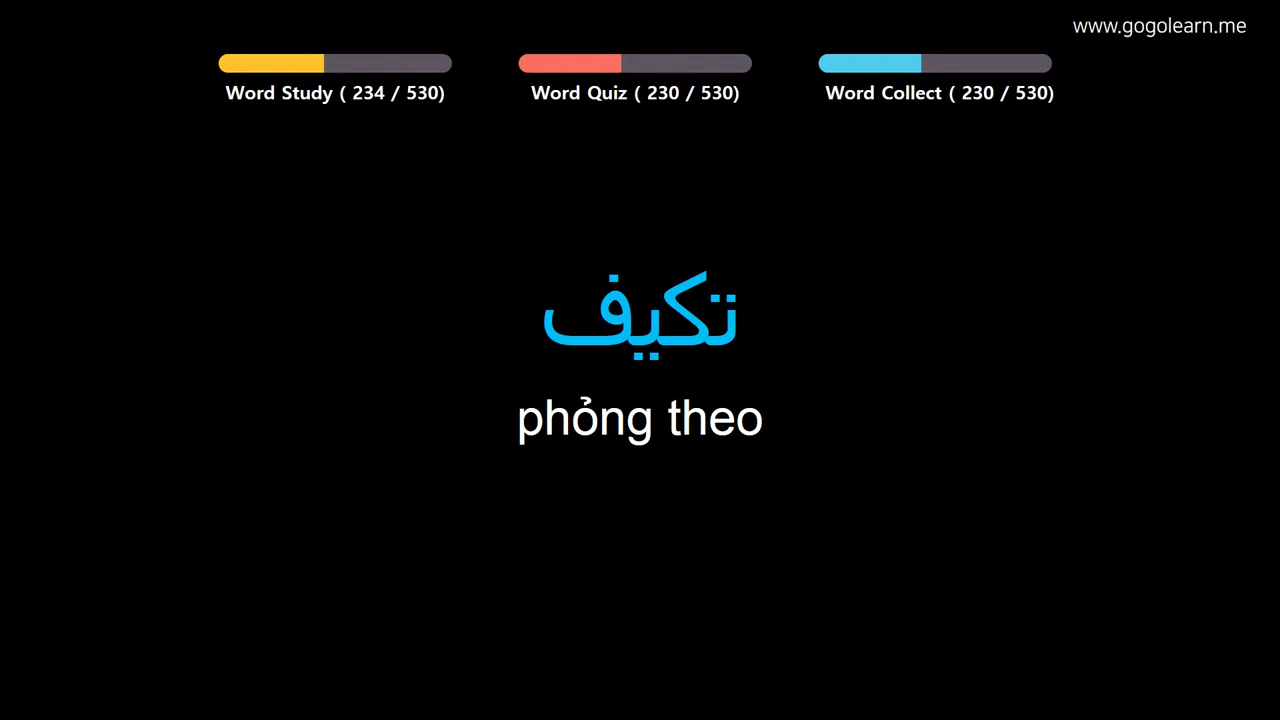 www.gogolearn.me
Word Study ( 234 / 530)
Word Quiz ( 230 / 530)
Word Collect ( 230 / 530)
تكيف
phỏng theo